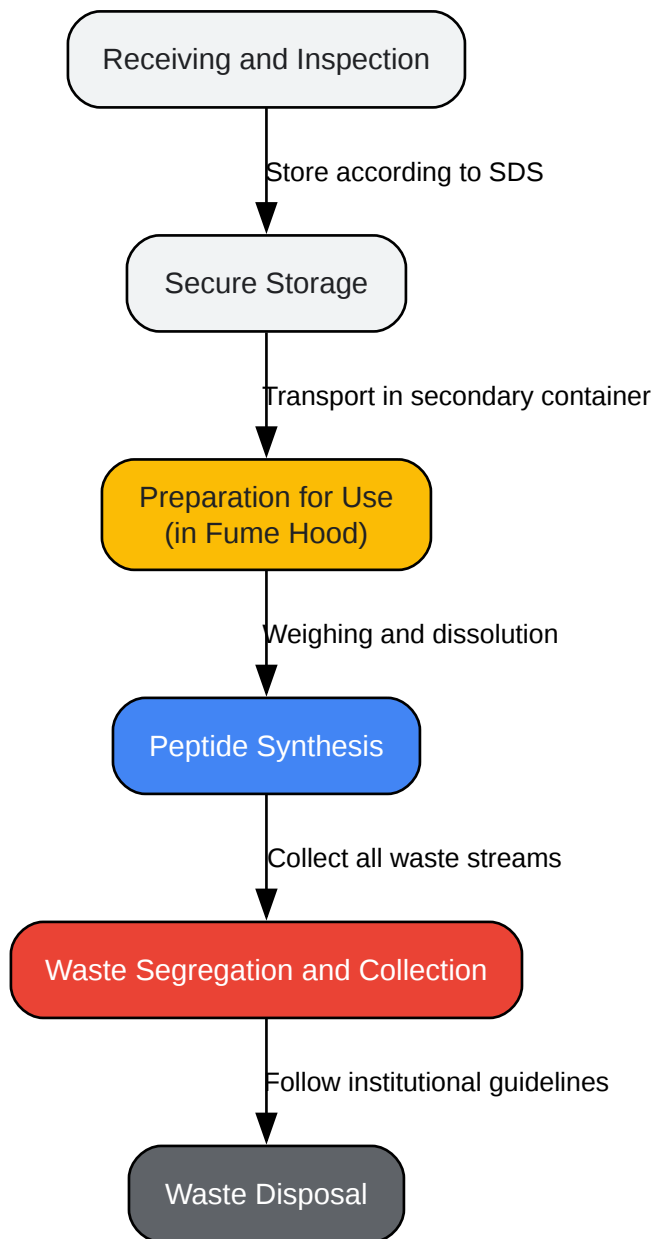 Receiving and Inspection
Store according to SDS
Secure Storage
Transport in secondary container
Preparation for Use
(in Fume Hood)
Weighing and dissolution
Peptide Synthesis
Collect all waste streams
Waste Segregation and Collection
Follow institutional guidelines
Waste Disposal